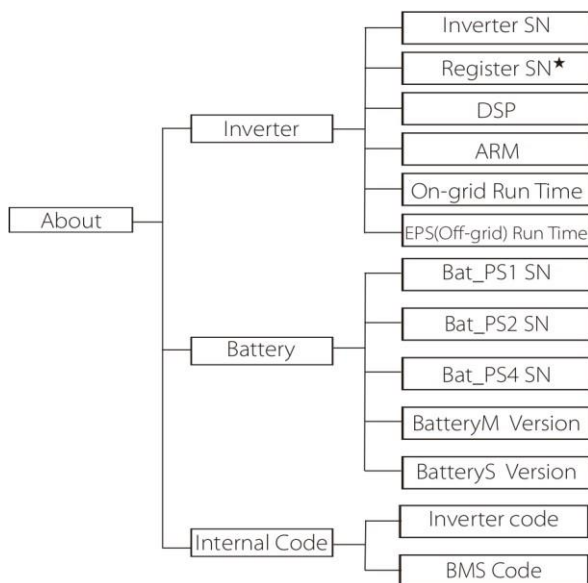 Inverter SN
Register SN★
DSP
Inverter
ARM
On-grid Run Time
About
EPS(Off-grid) Run Time
Bat_PS1 SN
Bat_PS2 SN
Battery
Bat_PS4 SN
BatteryM Version
BatteryS Version
Inverter code
Internal Code
BMS Code